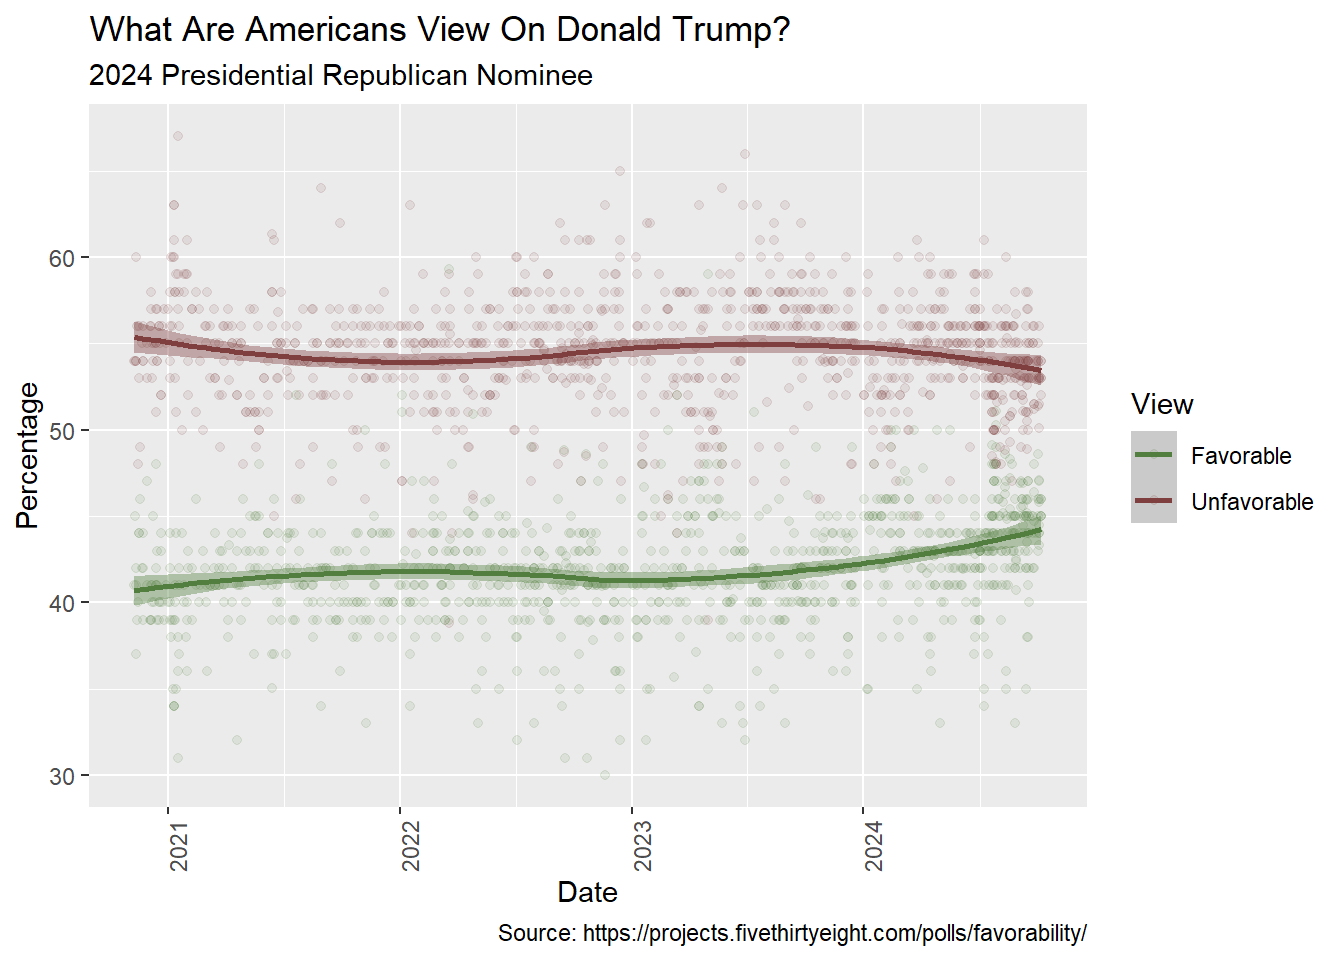 What Are Americans View On Donald Trump?
2024 Presidential Republican Nominee
Percentage
60
50
40
30
2021
2022
2023
2024
Date
View
Favorable
Unfavorable
Source: https://projects.fivethirtyeight.com/polls/favorability/